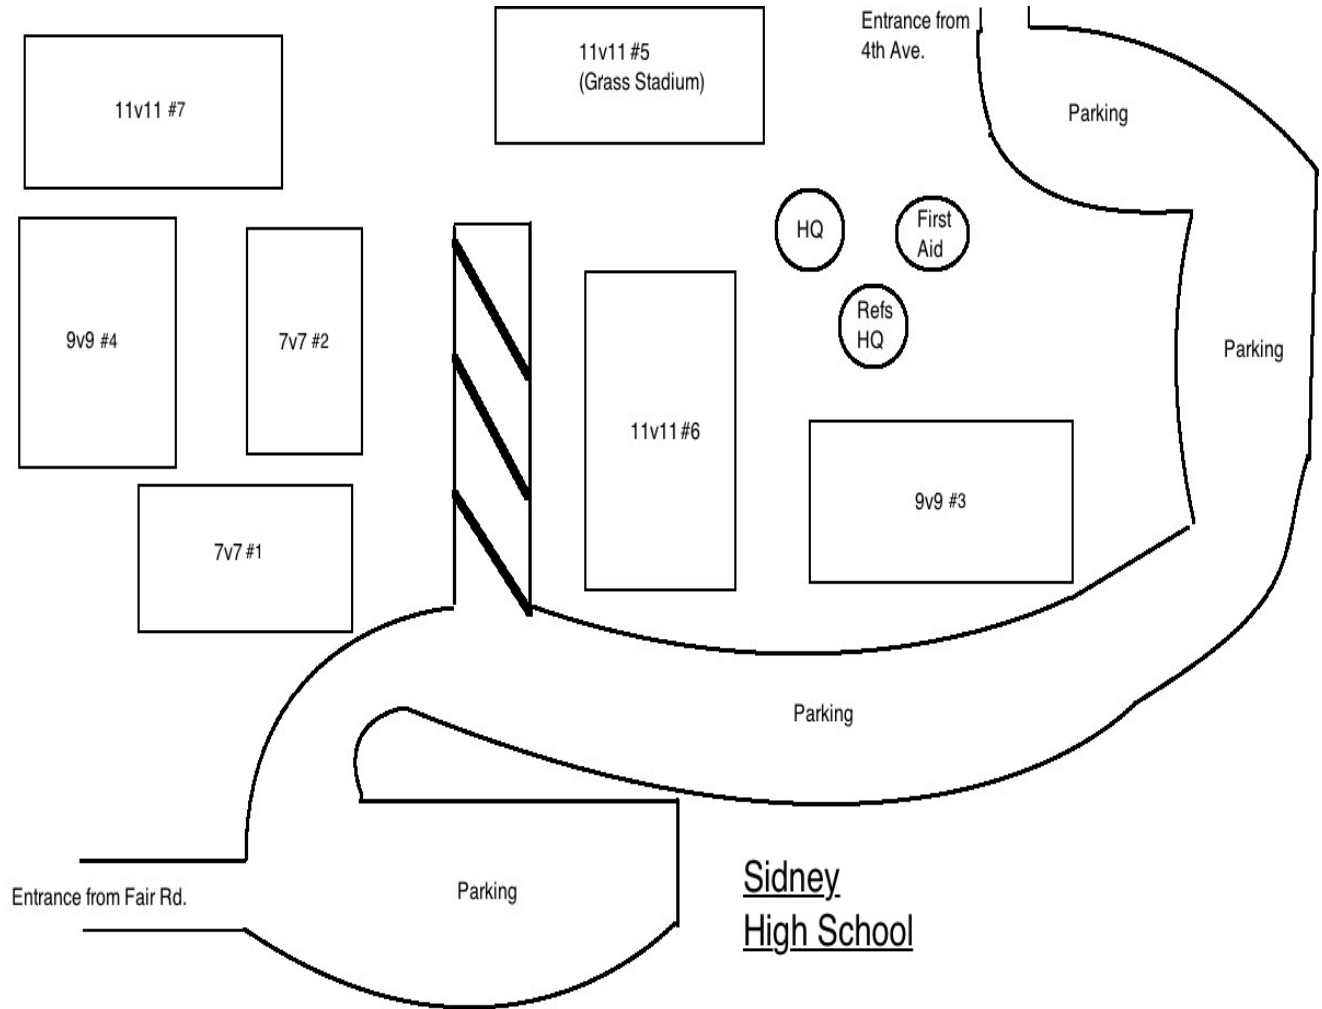 Entrance from
4th Ave.
11v11 #5
(Grass Stadium)
11v11 #7
Parking
HQ
First
Aid
Refs
HQ
9v9 #4
7v7 #2
Parking
11v11 #6
9v9 #3
7v7 #1
Parking
Entrance from Fair Rd.
Parking
Sidney
High School